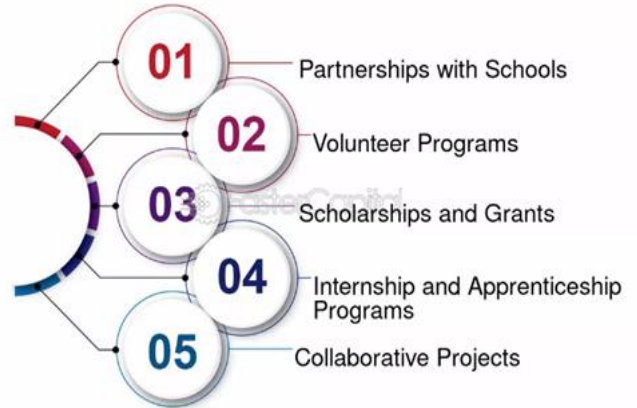 01
Partnerships with Schools
02
Volunteer Programs
03
FasterCapital
Scholarships and Grants
04
Internship and Apprenticeship
Programs
05
Collaborative Projects